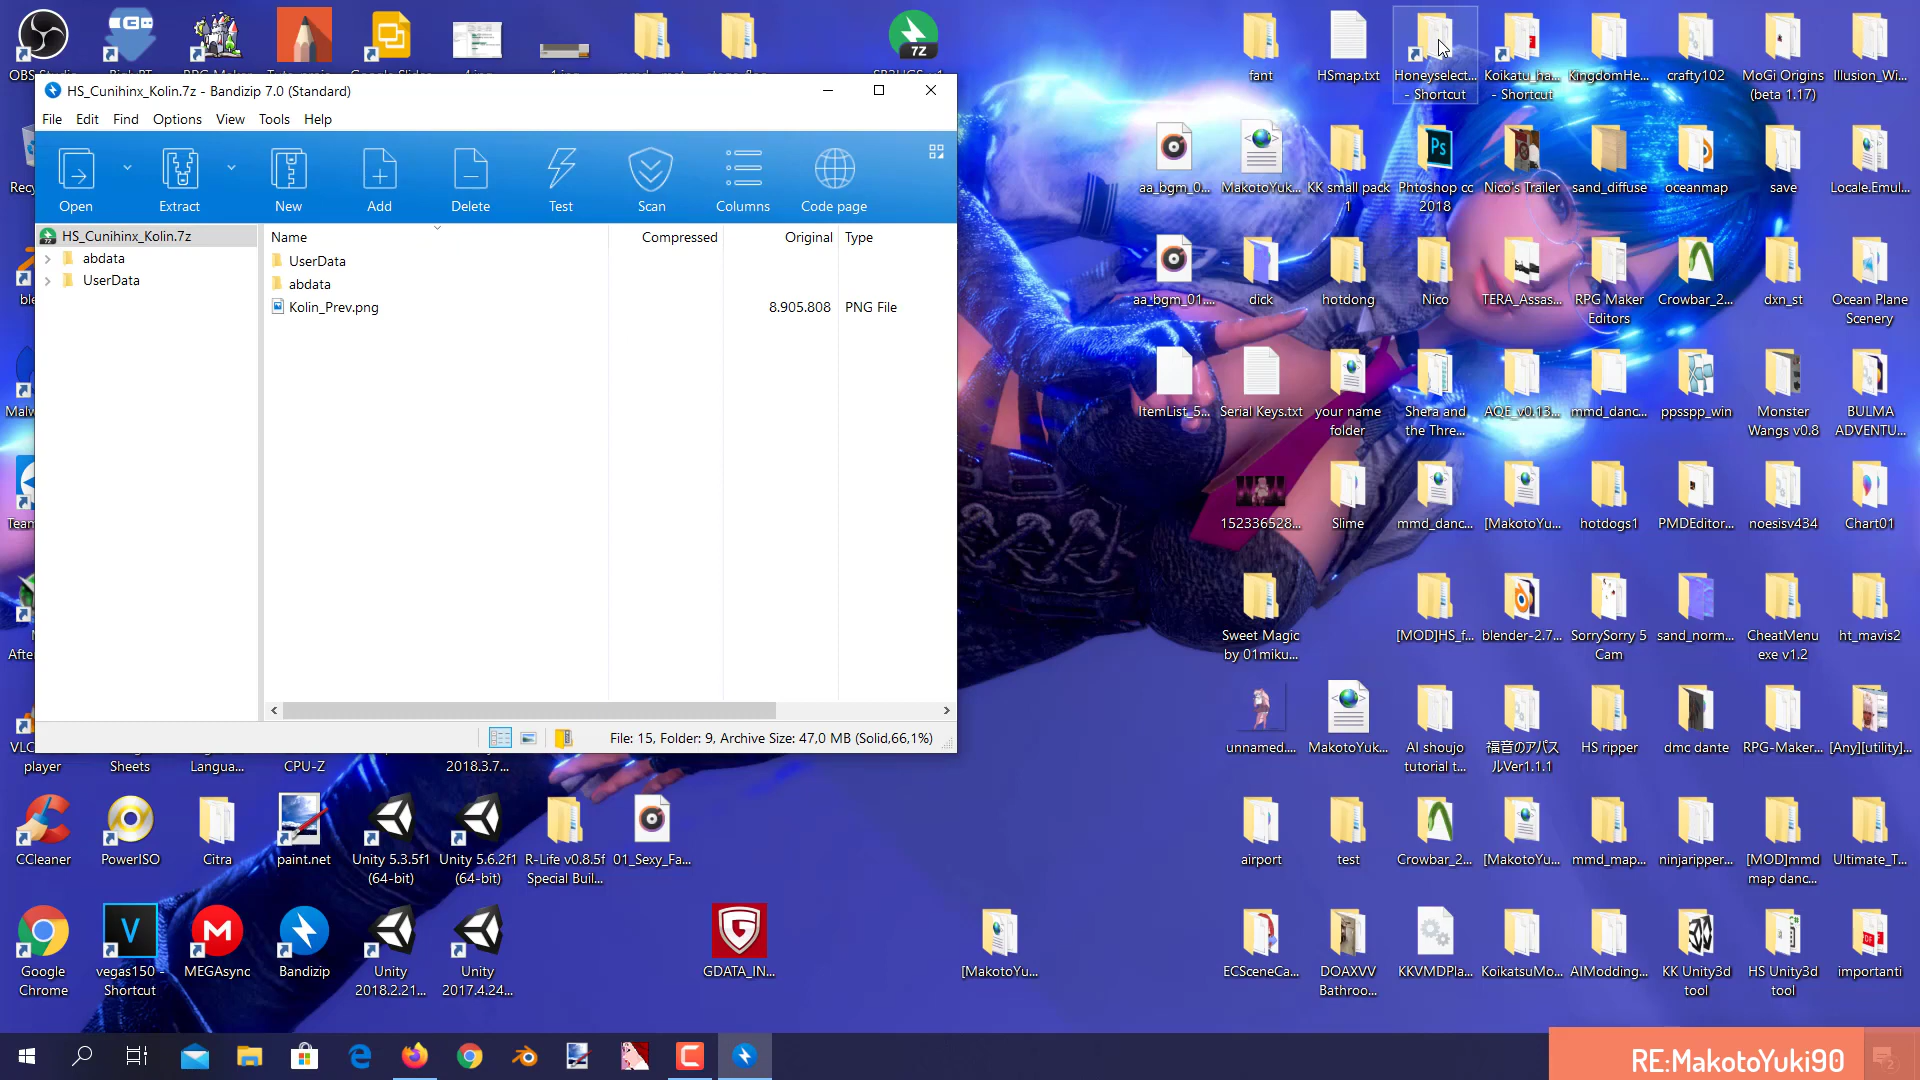 HS_Cunihinx_Kolin.7z - Bandizip 7.0 (Standard)
File Edit Find Options View Tools Help
Open Extract New Add Delete Test Scan Columns Code page
HS_Cunihinx_Kolin.7z
abdata
UserData
Name Compressed Original Type
UserData
abdata
Kolin_Prev.png 8.905.808 PNG File
File: 15, Folder: 9, Archive Size: 47,0 MB (Solid,66,1%)
7Z
fant
HSmap.txt
Honeyselect...
- Shortcut
Koikatu_ha...
- Shortcut
KingdomHe...
crafty102
MoGi Origins
(beta 1.17)
Illusion_Wi...
aa_bgm_0...
MakotoYuk...
KK small pack
1
Phtoshop cc
2018
Nico's Trailer
sand_diffuse
oceanmap
save
Locale.Emul...
aa_bgm_01....
dick
hotdong
Nico
TERA_Assas...
RPG Maker
Editors
Crowbar_2...
dxn_st
Ocean Plane
Scenery
ItemList_5...
Serial Keys.txt
your name
folder
Shera and
the Thre...
AQE_v0.13...
mmd_danc...
ppsspp_win
Monster
Wangs v0.8
BULMA
ADVENTU...
152336528...
Slime
mmd_danc...
[MakotoYu...
hotdogs1
PMDEditor...
noesisv434
Chart01
Sweet Magic
by 01miku...
[MOD]HS_f...
blender-2.7...
SorrySorry 5
Cam
sand_norm...
CheatMenu
exe v1.2
ht_mavis2
unnamed....
MakotoYuk...
AI shoujo
tutorial t...
福音のアパス
ルVer1.1.1
HS ripper
dmc dante
RPG-Maker...
[Any][utility]...
player
Sheets
Langua...
CPU-Z
2018.3.7...
CCleaner
PowerISO
Citra
paint.net
Unity 5.3.5f1
(64-bit)
Unity 5.6.2f1
(64-bit)
R-Life v0.8.5f
Special Buil...
01_Sexy_Fa...
airport
test
Crowbar_2...
[MakotoYu...
mmd_map...
ninjaripper...
[MOD]mmd
map danc...
Ultimate_T...
Google
Chrome
vegas150 -
Shortcut
MEGAsync
Bandizip
Unity
2018.2.21...
Unity
2017.4.24...
GDATA_IN...
[MakotoYu...
ECSceneCa...
DOAXVV
Bathroo...
KKVMDPla...
KoikatsuMo...
AIModding...
KK Unity3d
tool
HS Unity3d
tool
importanti
RE:MakotoYuki90